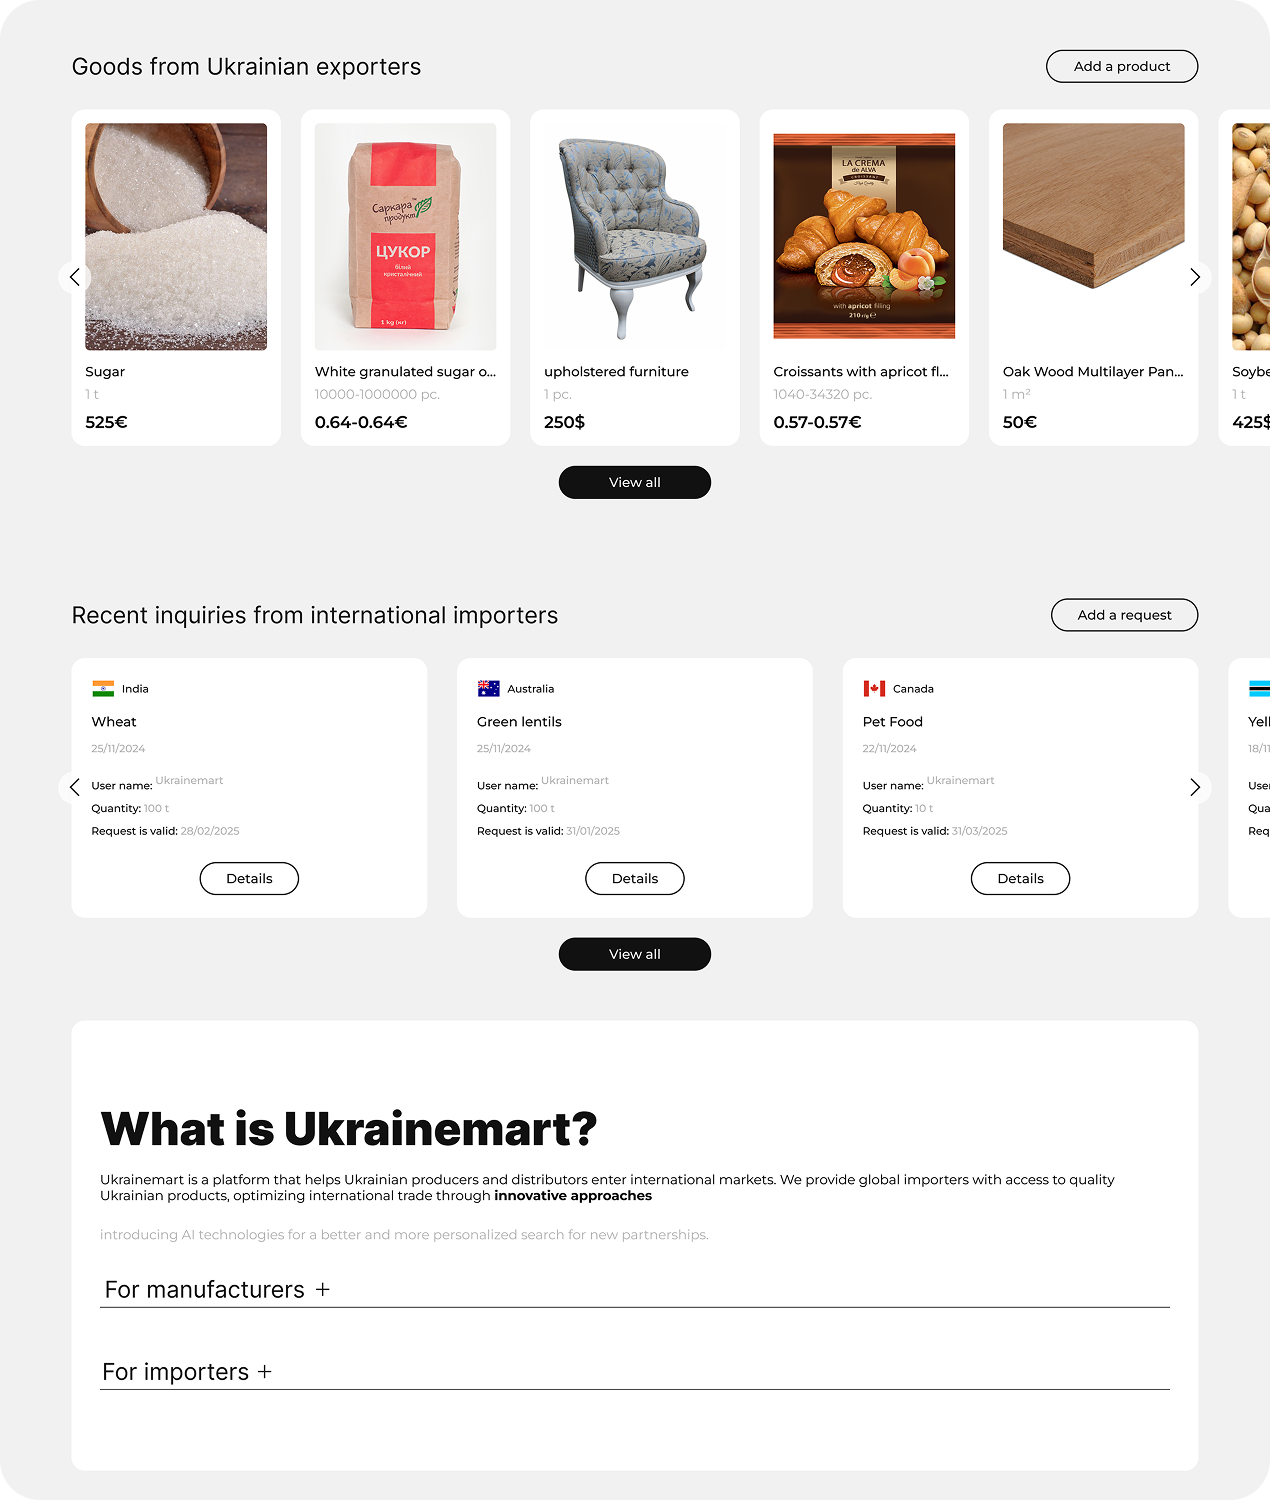 Goods from Ukrainian exporters
Add a product
Саркара
продукт
ЦУКОР
білий
кристалічний
1 kg (кг)
LA CREMA
de ALVA
CROISSANT
High Quality
with apricot filling
210 г/g ℮
Sugar
1 t
525€
White granulated sugar o...
10000-1000000 pc.
0.64-0.64€
upholstered furniture
1 pc.
250$
Croissants with apricot fl...
1040-34320 pc.
0.57-0.57€
Oak Wood Multilayer Pan...
1 m²
50€
Soybe
1 t
425$
View all
Recent inquiries from international importers
Add a request
India
Wheat
25/11/2024
User name: Ukrainemart
Quantity: 100 t
Request is valid: 28/02/2025
Details
Australia
Green lentils
25/11/2024
User name: Ukrainemart
Quantity: 100 t
Request is valid: 31/01/2025
Details
Canada
Pet Food
22/11/2024
User name: Ukrainemart
Quantity: 10 t
Request is valid: 31/03/2025
Details
Yell
18/11
User
Qua
Req
View all
What is Ukrainemart?
Ukrainemart is a platform that helps Ukrainian producers and distributors enter international markets. We provide global importers with access to quality
Ukrainian products, optimizing international trade through innovative approaches
introducing AI technologies for a better and more personalized search for new partnerships.
For manufacturers +
For importers +